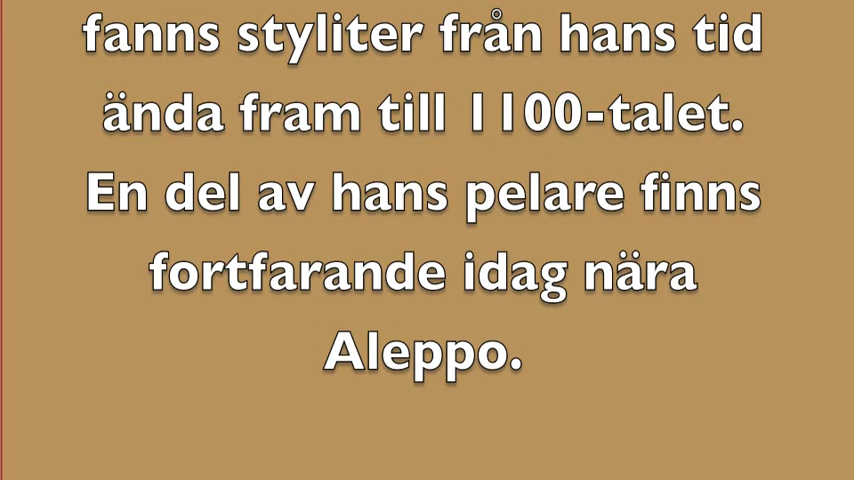 fanns styliter från hans tid
ända fram till 1100-talet.
En del av hans pelare finns
fortfarande idag nära
Aleppo.